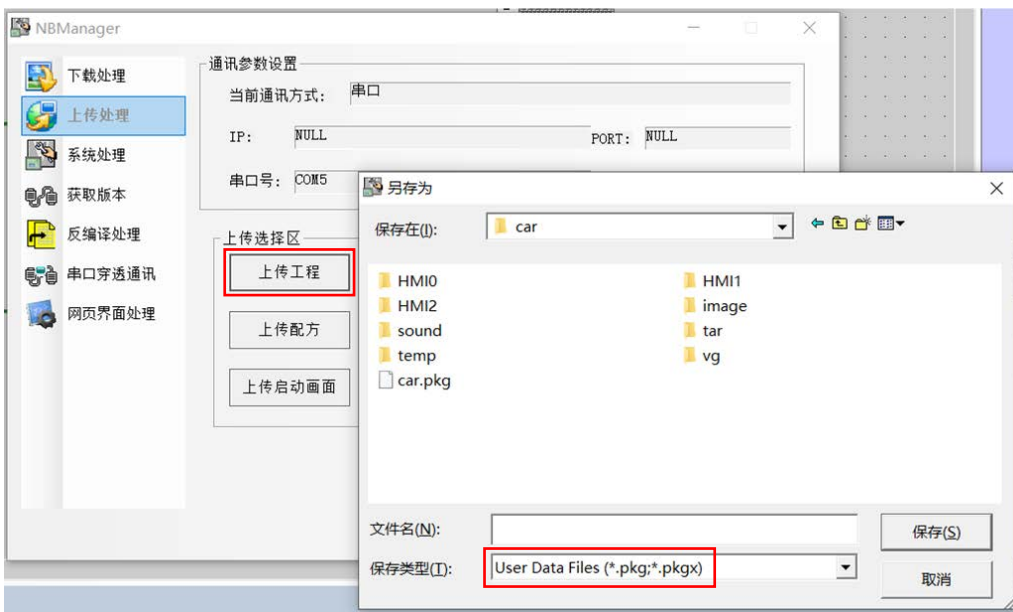 NBManager
下载处理
上传处理
系统处理
获取版本
反编译处理
串口穿透通讯
网页界面处理
通讯参数设置
当前通讯方式: 串口
IP: NULL PORT: NULL
串口号: COM5
上传选择区
上传工程
上传配方
上传启动画面
另存为
保存在(I): car
HMI0 HMI1
HMI2 image
sound tar
temp vg
car.pkg
文件名(N): 保存(S)
保存类型(T): User Data Files (*.pkg;*.pkgx) 取消